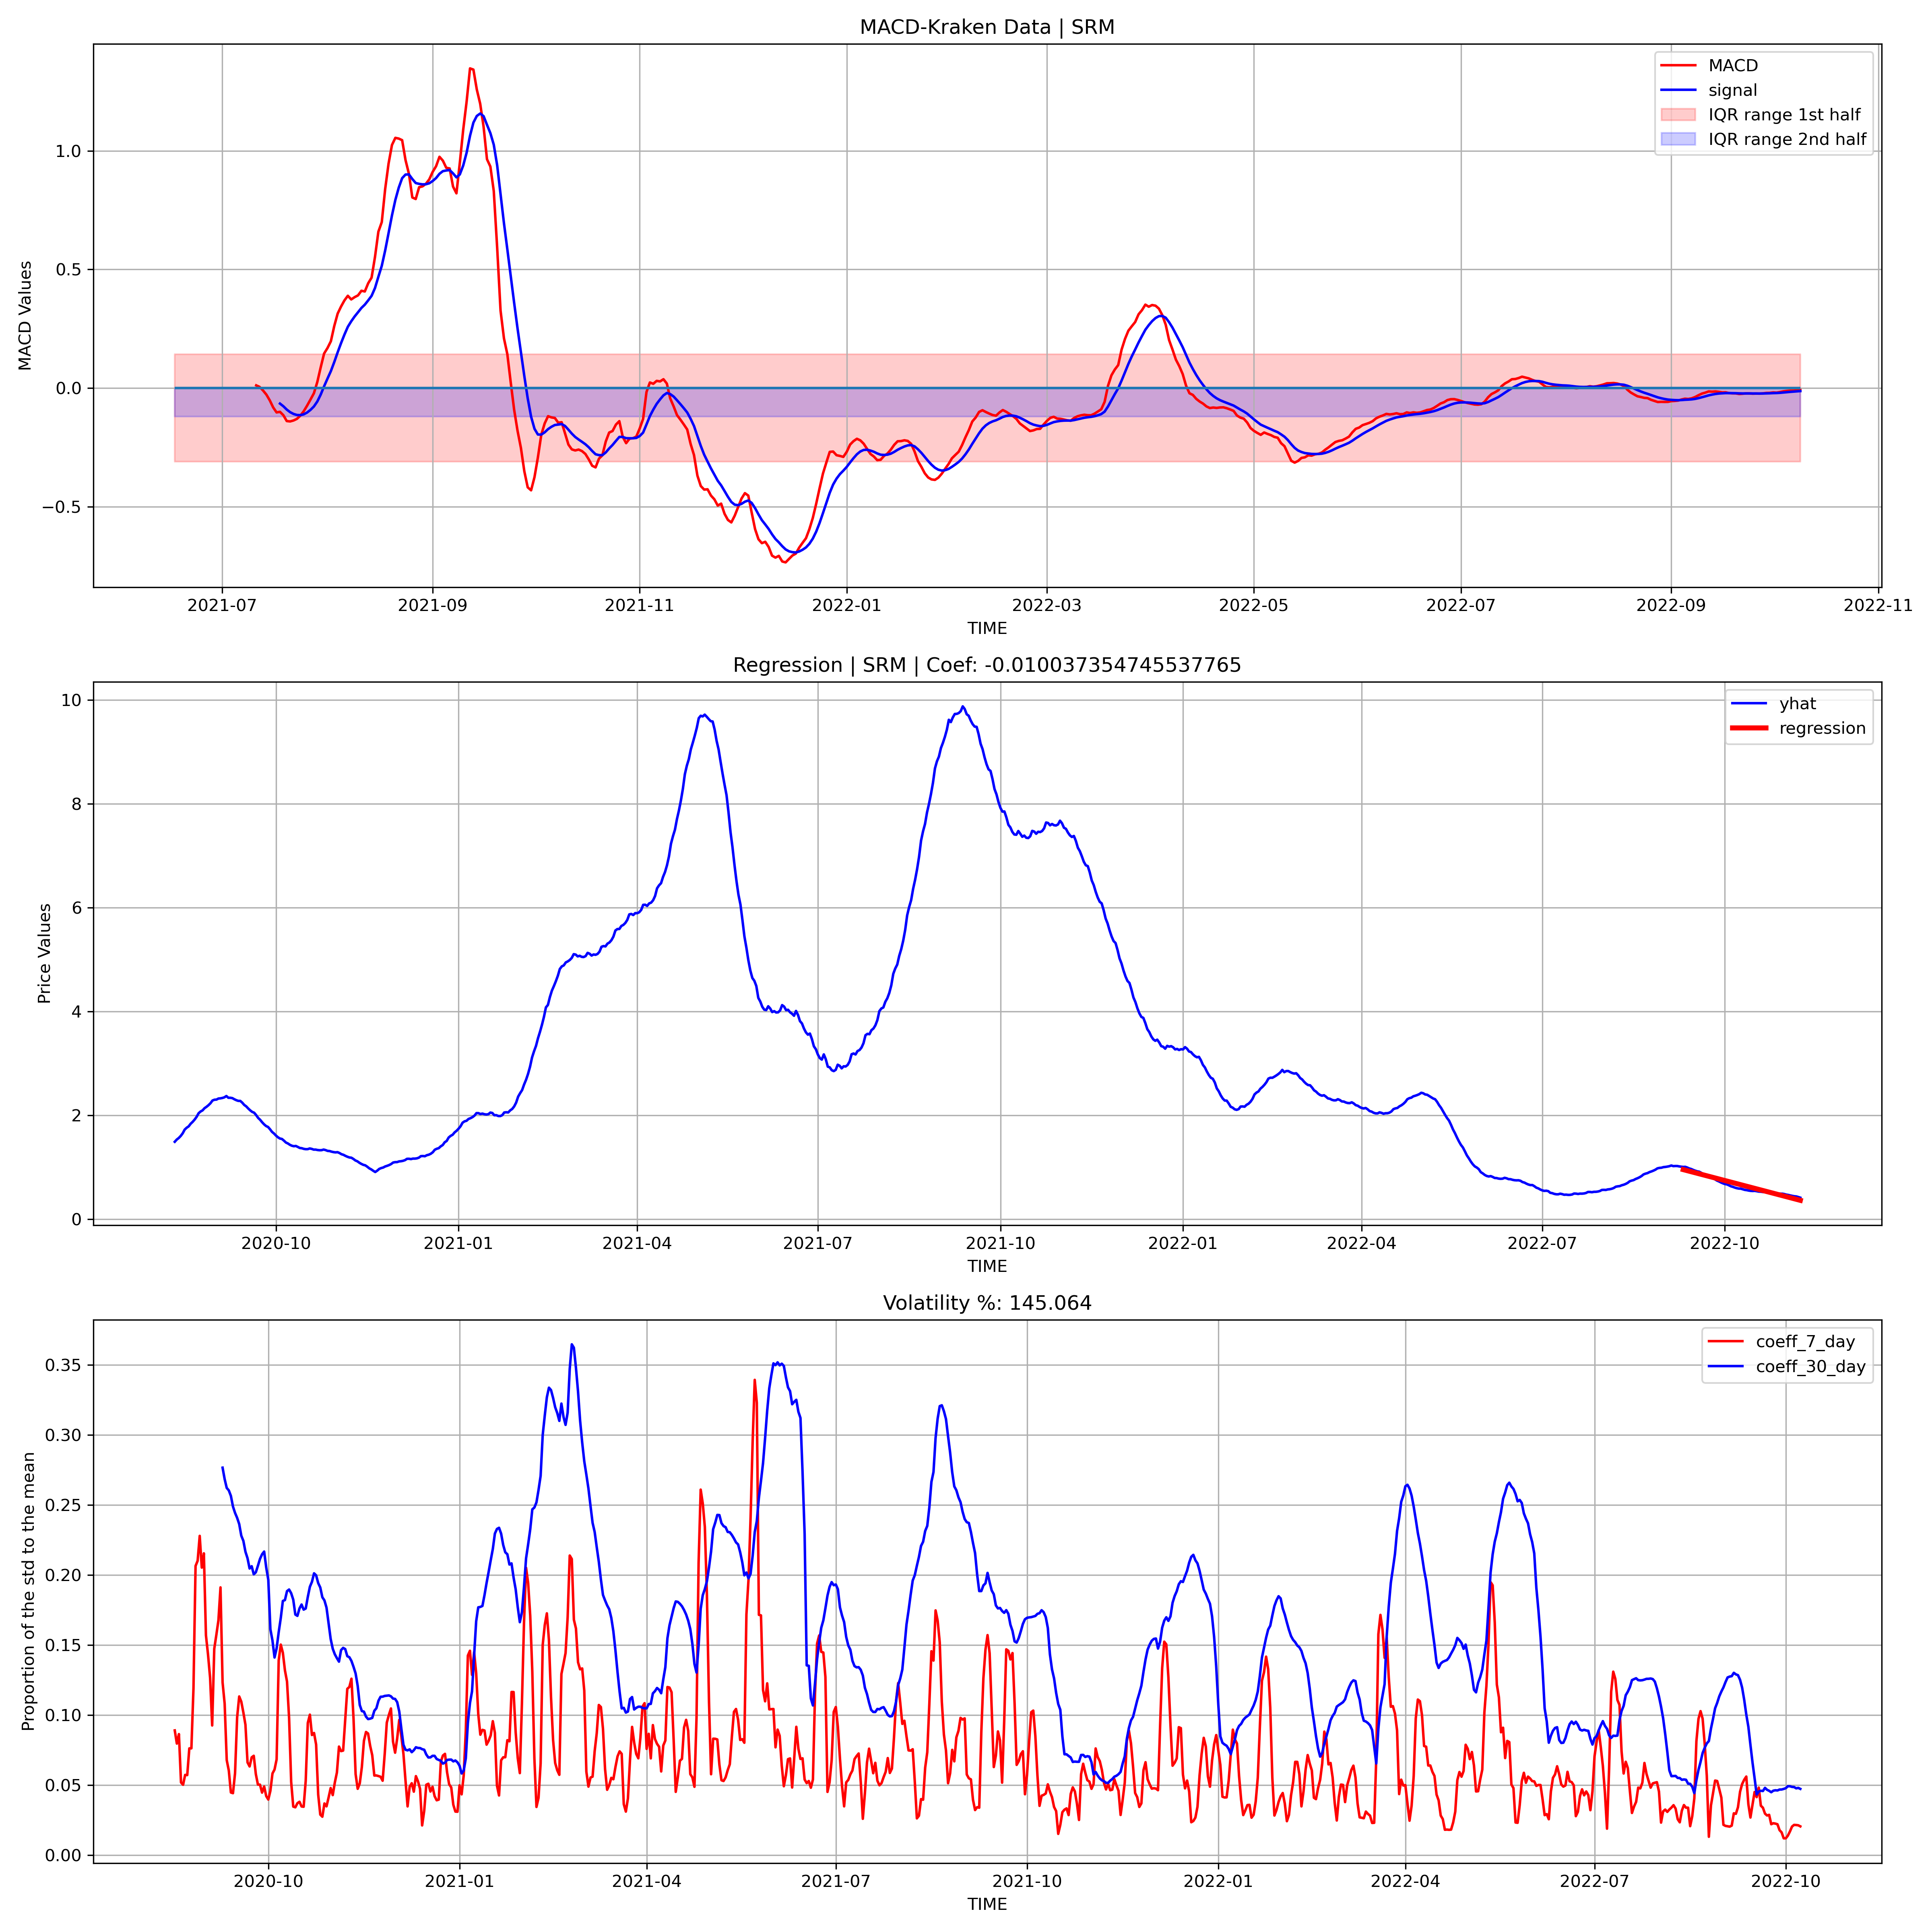 MACD-Kraken Data | SRM
MACD
signal
IQR range 1st half
IQR range 2nd half
MACD Values
1.0
0.5
0.0
−0.5
2021-07 2021-09 2021-11 2022-01 2022-03 2022-05 2022-07 2022-09 2022-11
TIME
Regression | SRM | Coef: -0.010037354745537765
yhat
regression
Price Values
10
8
6
4
2
0
2020-10 2021-01 2021-04 2021-07 2021-10 2022-01 2022-04 2022-07 2022-10
TIME
Volatility %: 145.064
coeff_7_day
coeff_30_day
Proportion of the std to the mean
0.35
0.30
0.25
0.20
0.15
0.10
0.05
0.00
2020-10 2021-01 2021-04 2021-07 2021-10 2022-01 2022-04 2022-07 2022-10
TIME